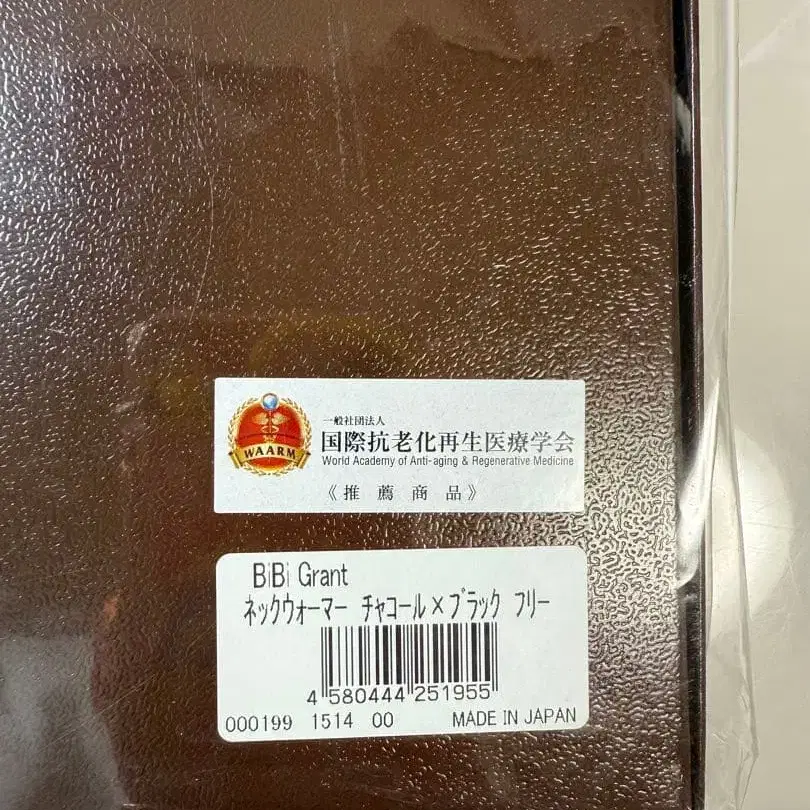 WAARM
一般社団法人
国際抗老化再生医療学会
World Academy of Anti-aging & Regenerative Medicine
《推薦商品》
BiBi Grant
ネックウォーマー チャコール×ブラック フリー
4 580444 251955
000199 1514 00 MADE IN JAPAN